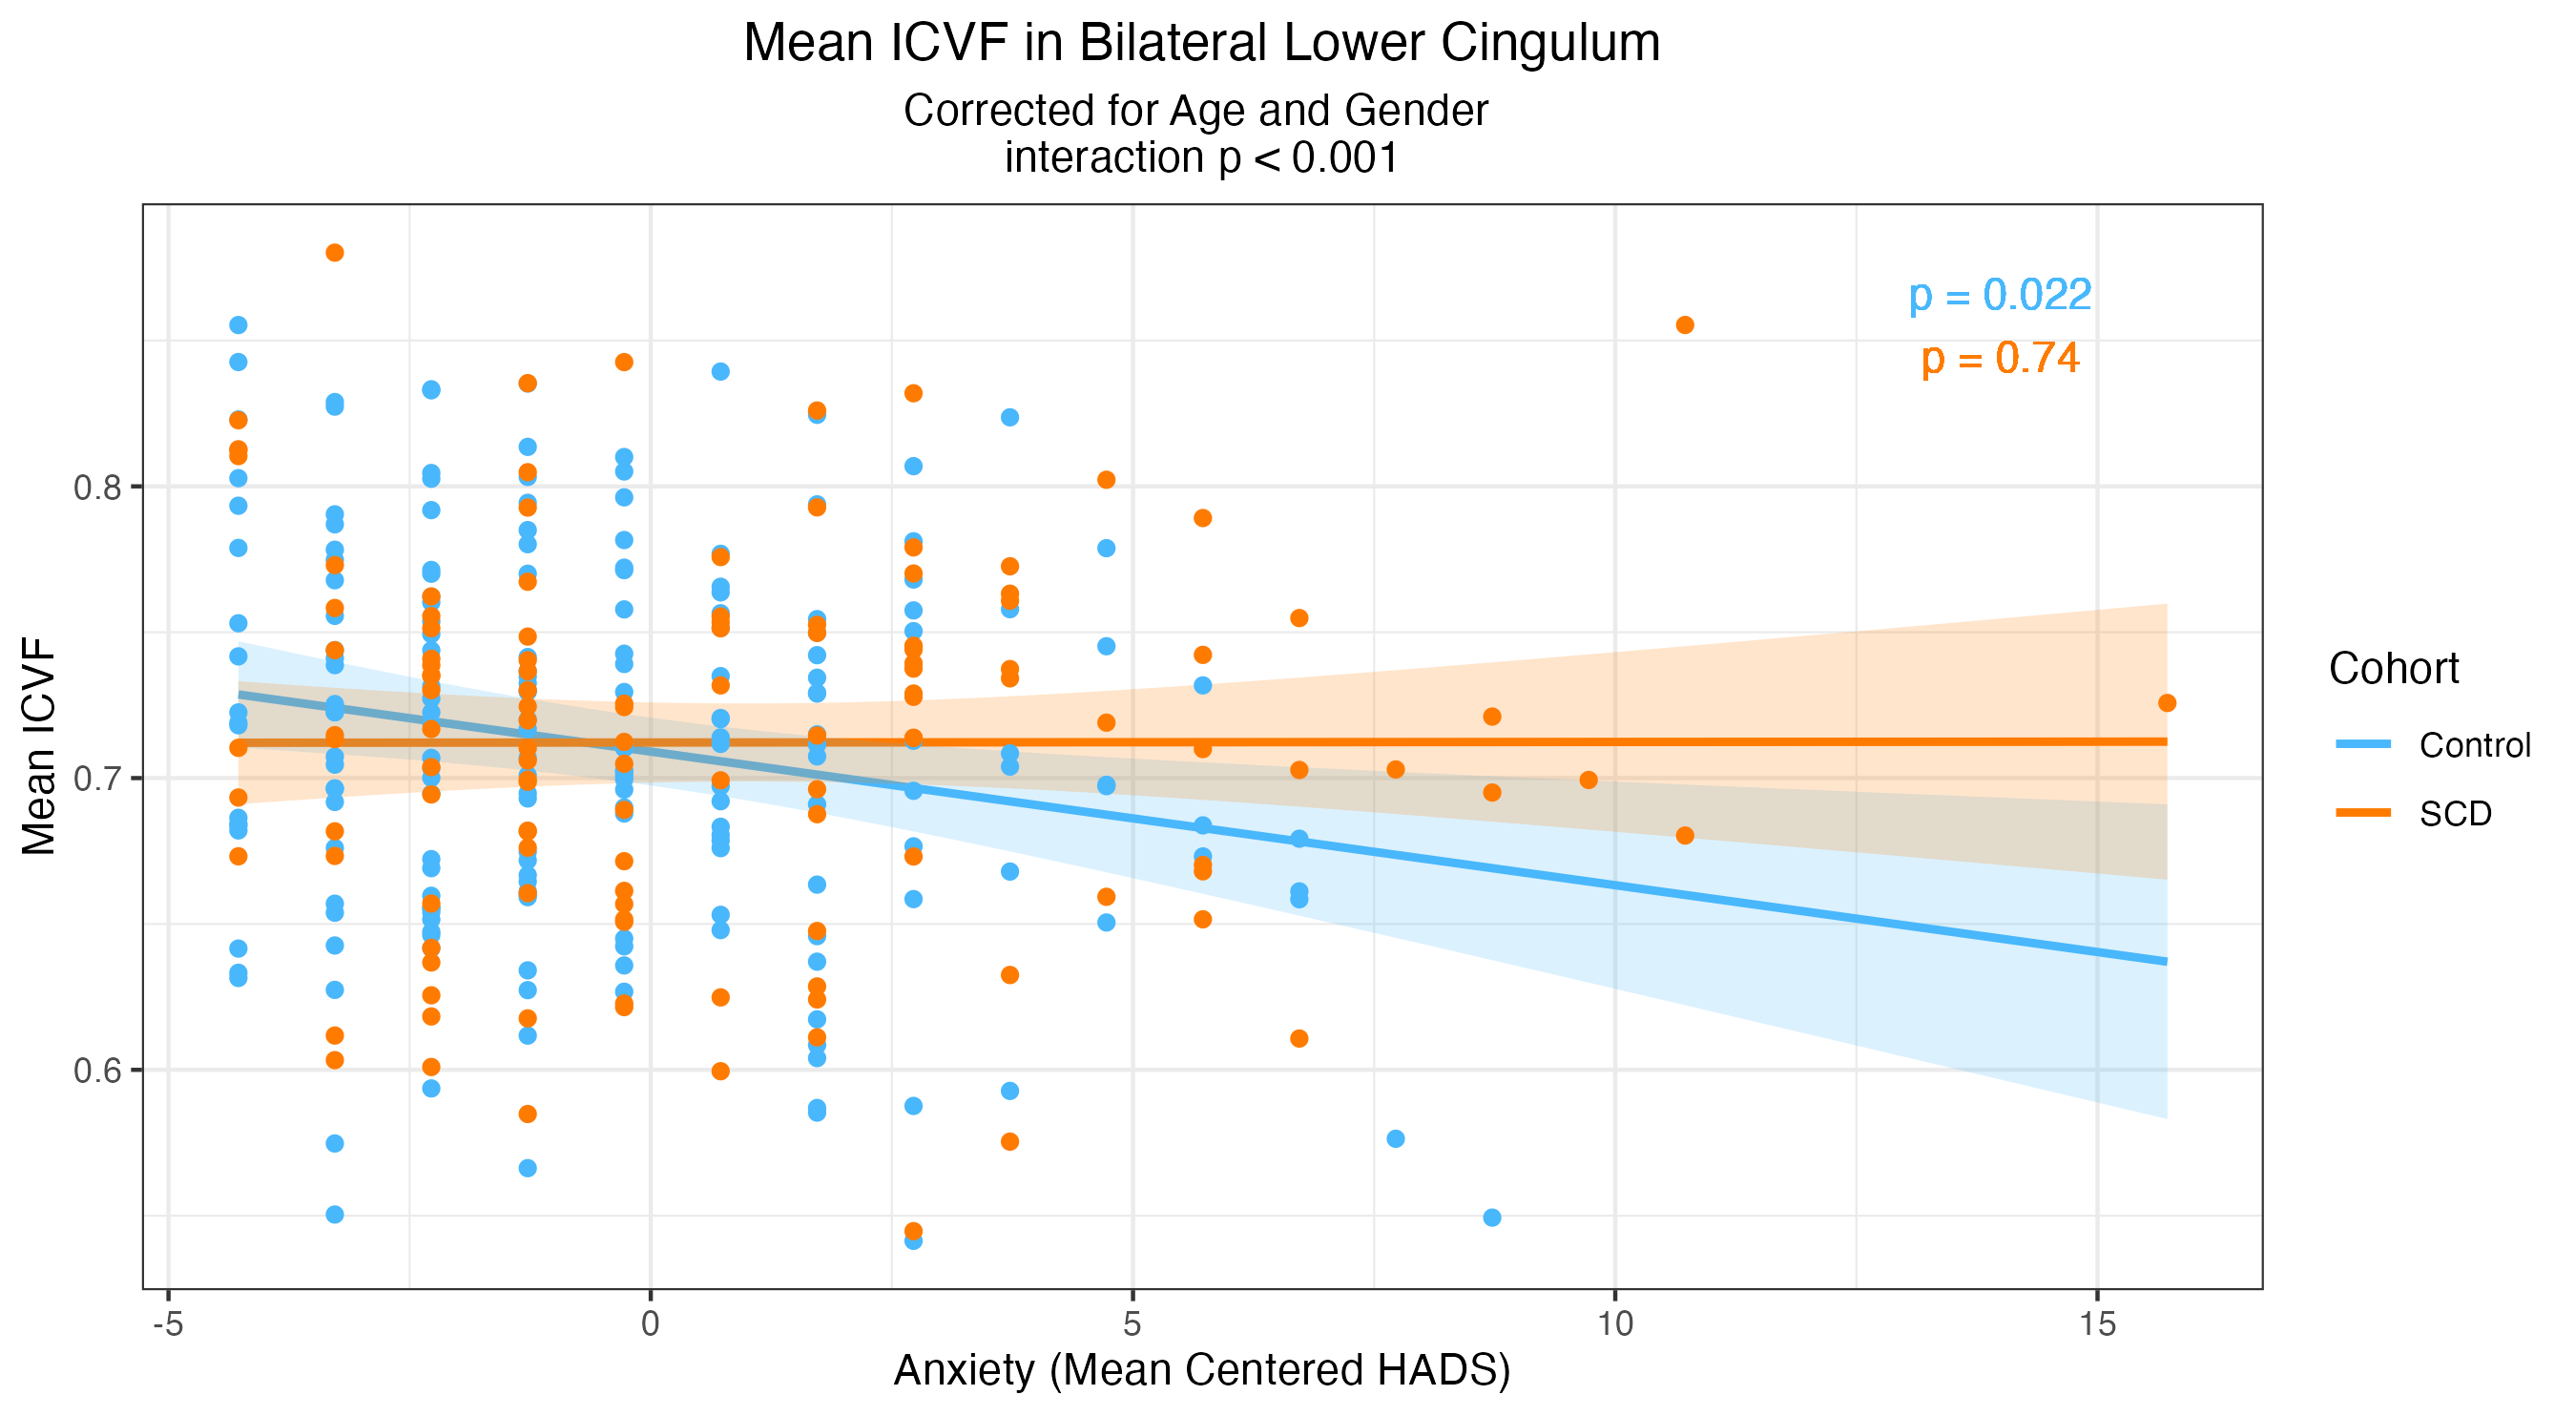 Mean ICVF in Bilateral Lower Cingulum
Corrected for Age and Gender
interaction p < 0.001
p = 0.022
p = 0.74
Mean ICVF
0.8
0.7
0.6
-5
0
5
10
15
Anxiety (Mean Centered HADS)
Cohort
Control
SCD